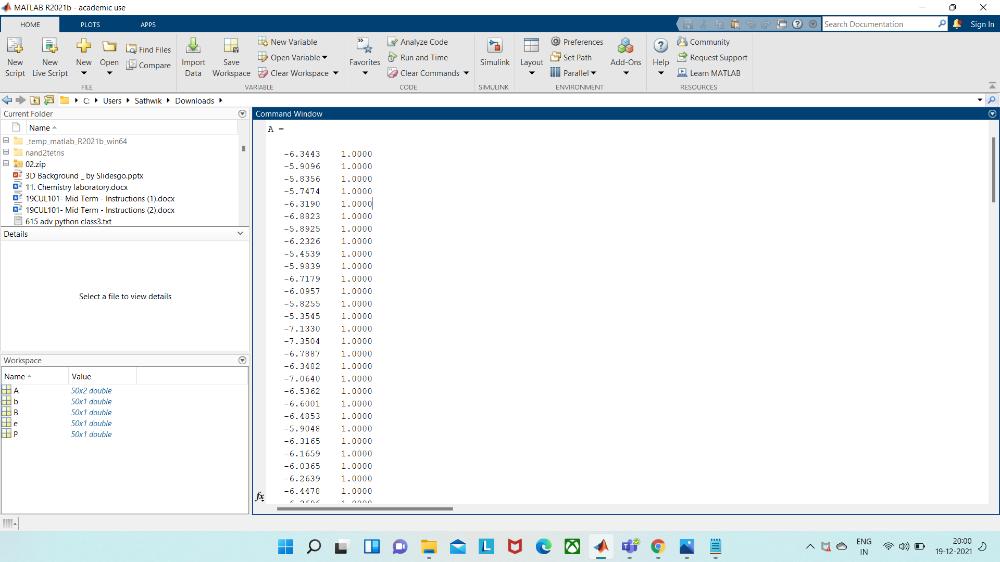 MATLAB R2021b - academic use
HOME PLOTS APPS
Search Documentation
Sign In
New Script
New Live Script
New
Open
Find Files
Compare
FILE
Import Data
Save Workspace
New Variable
Open Variable
Clear Workspace
VARIABLE
Favorites
Analyze Code
Run and Time
Clear Commands
CODE
Simulink
SIMULINK
Layout
Preferences
Set Path
Parallel
Add-Ons
ENVIRONMENT
Help
Community
Request Support
Learn MATLAB
RESOURCES
C: Users Sathwik Downloads
Current Folder
Name
_temp_matlab_R2021b_win64
nand2tetris
02.zip
3D Background _ by Slidesgo.pptx
11. Chemistry laboratory.docx
19CUL101- Mid Term - Instructions (1).docx
19CUL101- Mid Term - Instructions (2).docx
615 adv python class3.txt
Details
Select a file to view details
Workspace
Name Value
A 50x2 double
b 50x1 double
B 50x1 double
e 50x1 double
P 50x1 double
Command Window
A =
-6.3443 1.0000
-5.9096 1.0000
-5.8356 1.0000
-5.7474 1.0000
-6.3190 1.0000
-6.8823 1.0000
-5.8925 1.0000
-6.2326 1.0000
-5.4539 1.0000
-5.9839 1.0000
-6.7179 1.0000
-6.0957 1.0000
-5.8255 1.0000
-5.3545 1.0000
-7.1330 1.0000
-7.3504 1.0000
-6.7887 1.0000
-6.3482 1.0000
-7.0640 1.0000
-6.5362 1.0000
-6.6001 1.0000
-6.4853 1.0000
-5.9048 1.0000
-6.3165 1.0000
-6.1659 1.0000
-6.0365 1.0000
-6.2639 1.0000
-6.4478 1.0000
fx
ENG
IN
20:00
19-12-2021